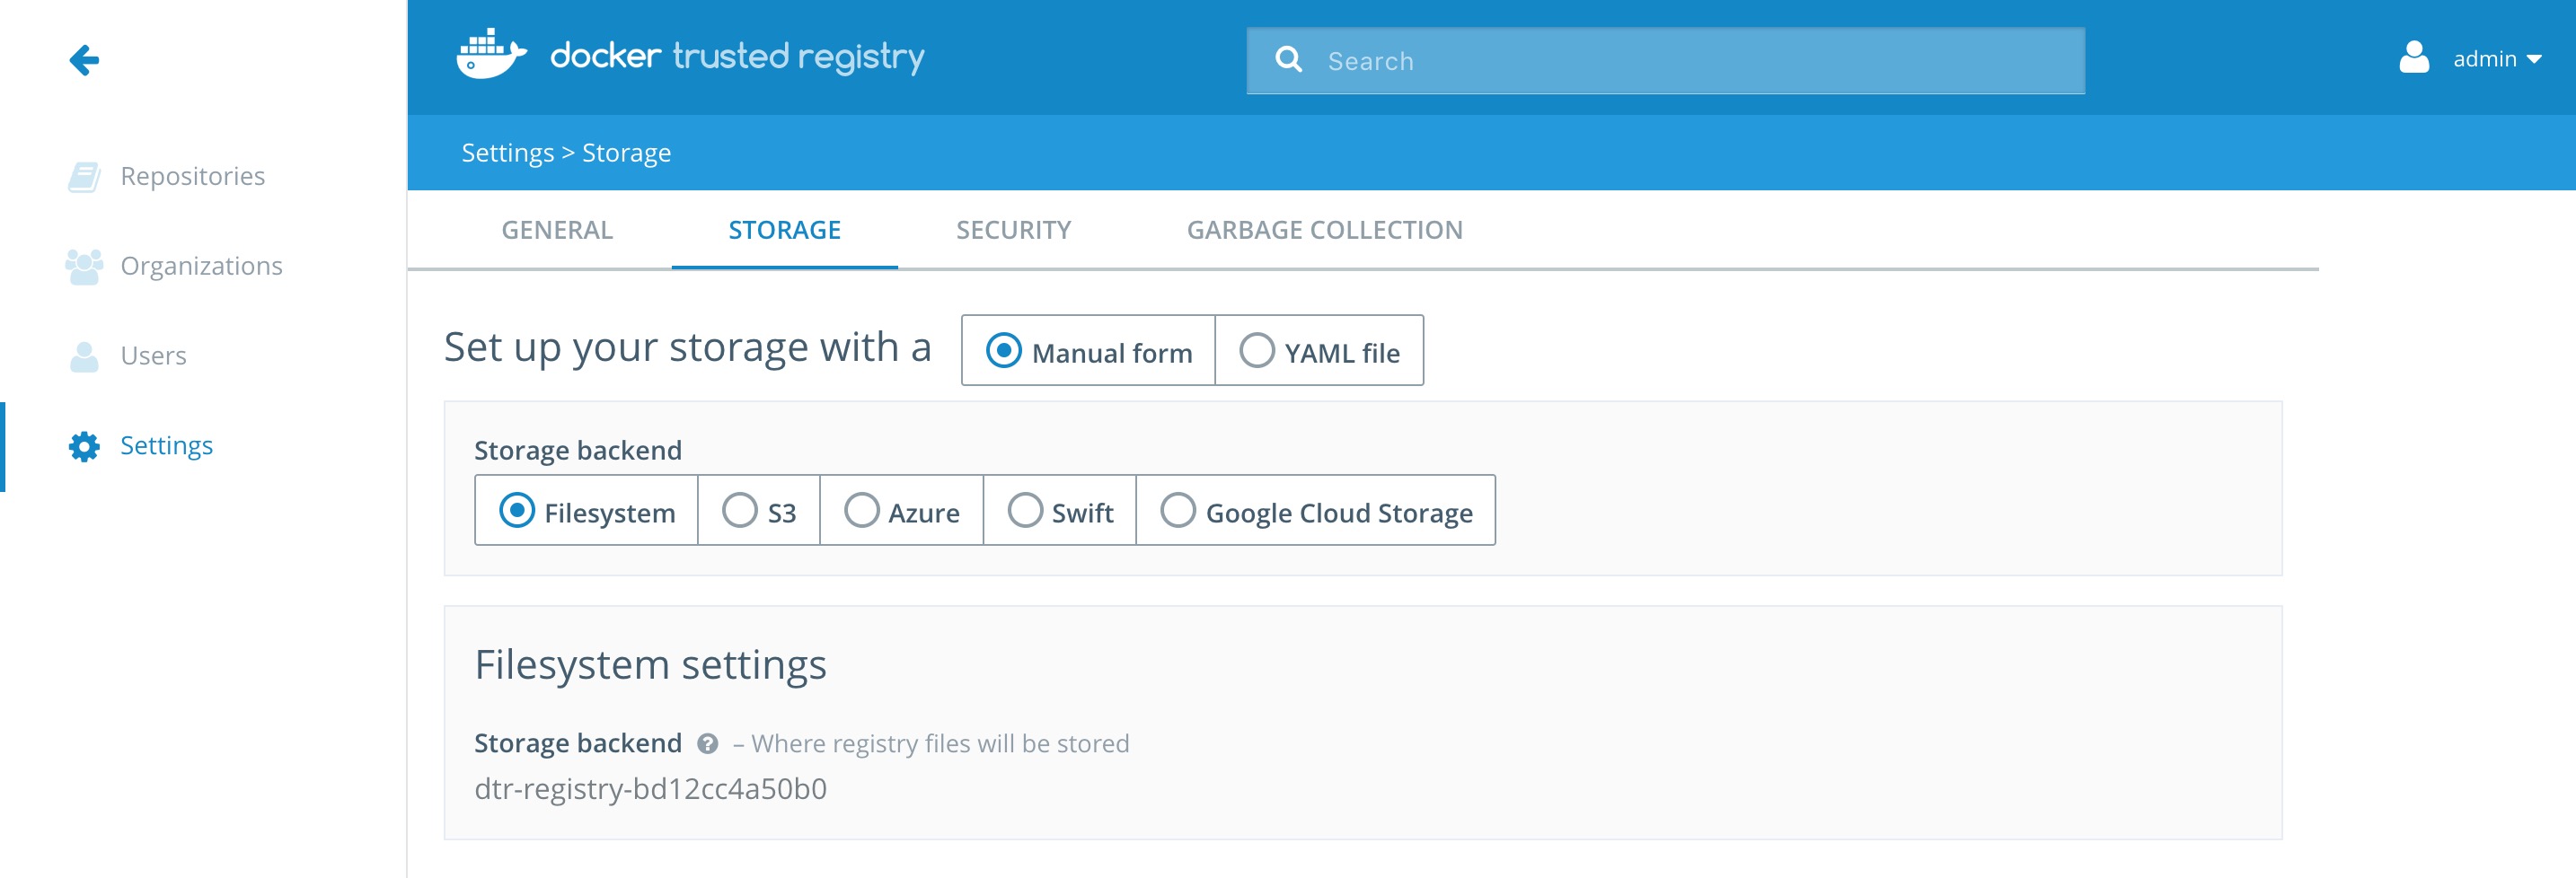 docker trusted registry
Search
admin
Settings > Storage
Repositories
Organizations
Users
Settings
GENERAL STORAGE SECURITY GARBAGE COLLECTION
Set up your storage with a Manual form YAML file
Storage backend
Filesystem S3 Azure Swift Google Cloud Storage
Filesystem settings
Storage backend ? – Where registry files will be stored
dtr-registry-bd12cc4a50b0